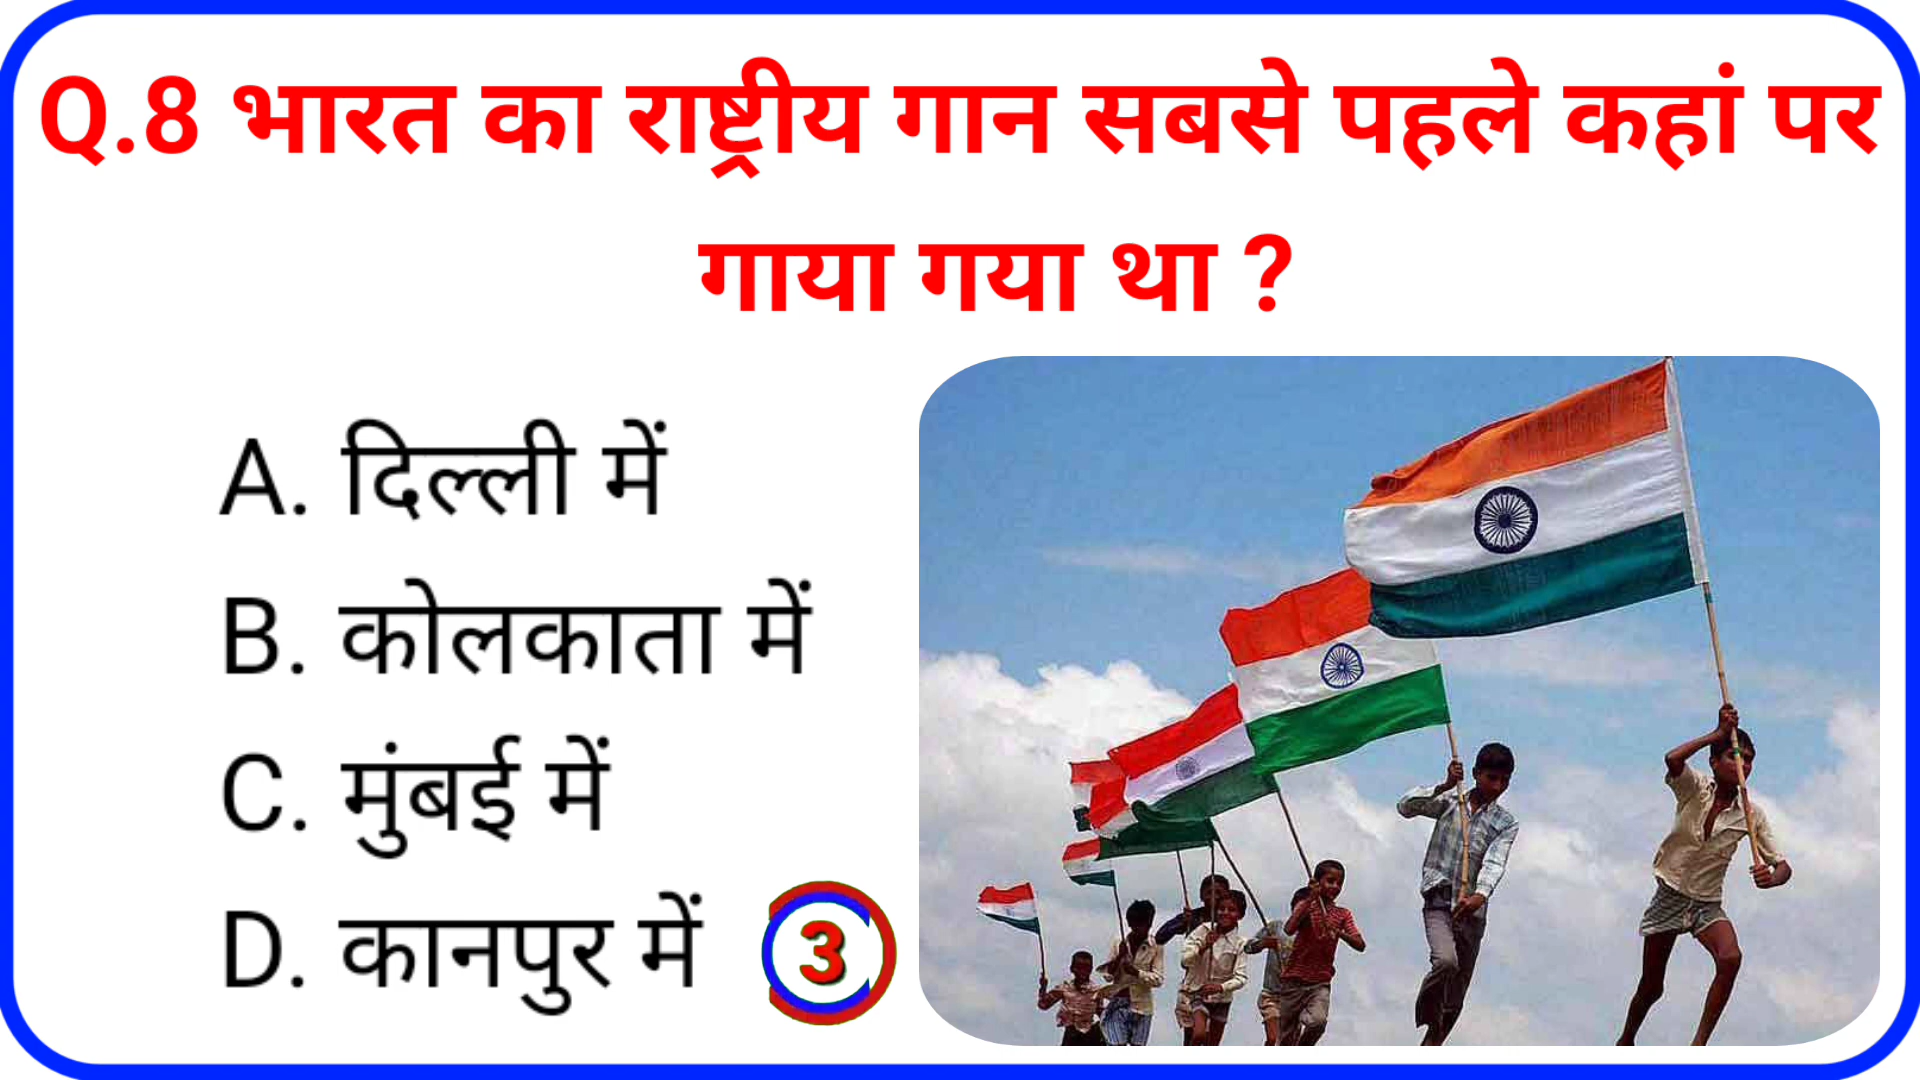 Q.8 भारत का राष्ट्रीय गान सबसे पहले कहां पर
गाया गया था ?
A. दिल्ली में
B. कोलकाता में
C. मुंबई में
D. कानपुर में
3